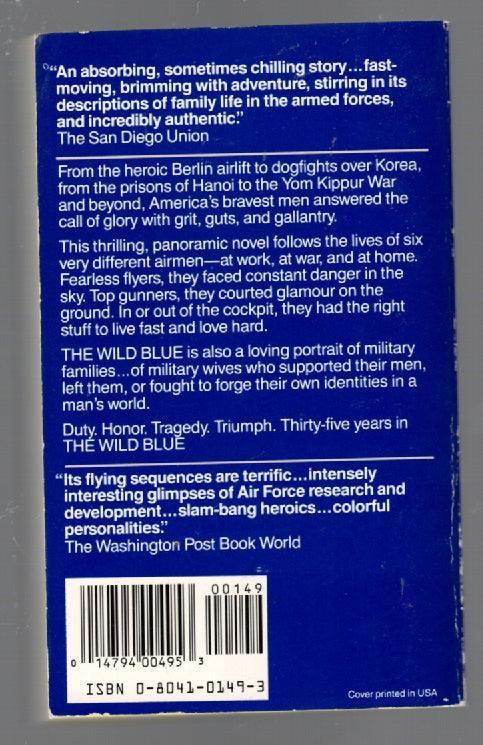 “An absorbing, sometimes chilling story...fast-
moving, brimming with adventure, stirring in its
descriptions of family life in the armed forces,
and incredibly authentic.”
The San Diego Union
From the heroic Berlin airlift to dogfights over Korea,
from the prisons of Hanoi to the Yom Kippur War
and beyond, America's bravest men answered the
call of glory with grit, guts, and gallantry.
This thrilling, panoramic novel follows the lives of six
very different airmen—at work, at war, and at home.
Fearless flyers, they faced constant danger in the
sky. Top gunners, they courted glamour on the
ground. In or out of the cockpit, they had the right
stuff to live fast and love hard.
THE WILD BLUE is also a loving portrait of military
families...of military wives who supported their men,
left them, or fought to forge their own identities in a
man's world.
Duty. Honor. Tragedy. Triumph. Thirty-five years in
THE WILD BLUE
“Its flying sequences are terrific...intensely
interesting glimpses of Air Force research and
development...slam-bang heroics...colorful
personalities.”
The Washington Post Book World
00149
0 14794 00495 3
ISBN 0-8041-0149-3
Cover printed in USA